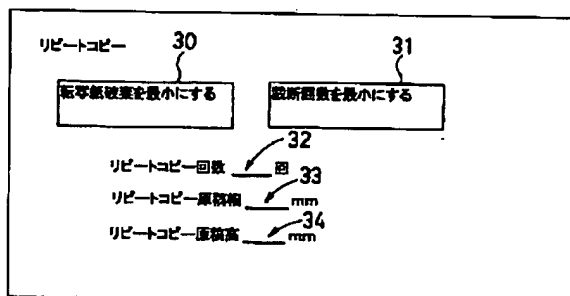 リピートコピー 30 31
転写紙破棄を最小にする 裁断回数を最小にする
32
リピートコピー回数 回
33
リピートコピー原稿幅 mm
34
リピートコピー原稿高 mm